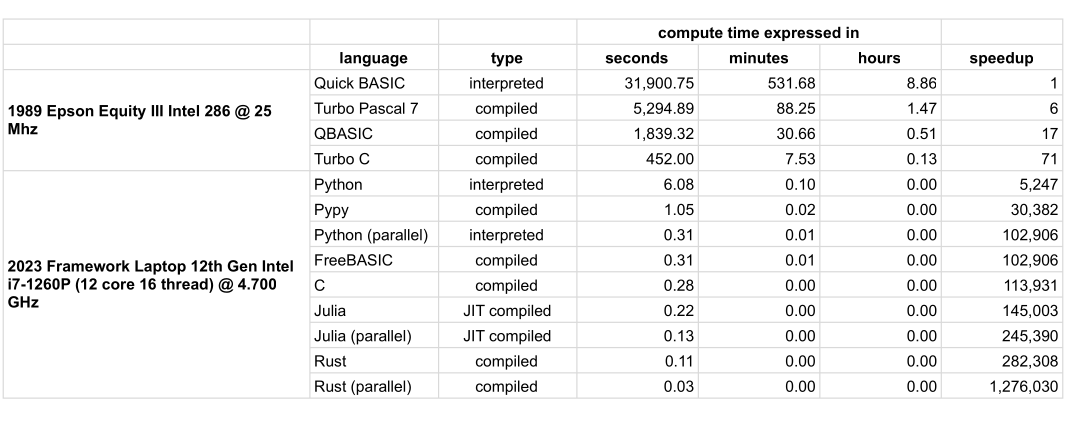 compute time expressed in
language type seconds minutes hours speedup
1989 Epson Equity III Intel 286 @ 25
Mhz
Quick BASIC interpreted 31,900.75 531.68 8.86 1
Turbo Pascal 7 compiled 5,294.89 88.25 1.47 6
QBASIC compiled 1,839.32 30.66 0.51 17
Turbo C compiled 452.00 7.53 0.13 71
2023 Framework Laptop 12th Gen Intel
i7-1260P (12 core 16 thread) @ 4.700
GHz
Python interpreted 6.08 0.10 0.00 5,247
Pypy compiled 1.05 0.02 0.00 30,382
Python (parallel) interpreted 0.31 0.01 0.00 102,906
FreeBASIC compiled 0.31 0.01 0.00 102,906
C compiled 0.28 0.00 0.00 113,931
Julia JIT compiled 0.22 0.00 0.00 145,003
Julia (parallel) JIT compiled 0.13 0.00 0.00 245,390
Rust compiled 0.11 0.00 0.00 282,308
Rust (parallel) compiled 0.03 0.00 0.00 1,276,030